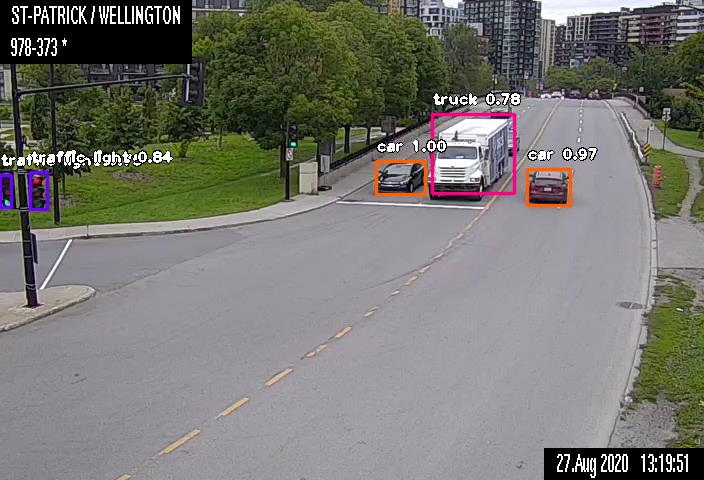 ST-PATRICK / WELLINGTON
978-373 *
truck 0.78
car 1.00
car 0.97
traffic light 0.84
27.Aug 2020 13:19:51